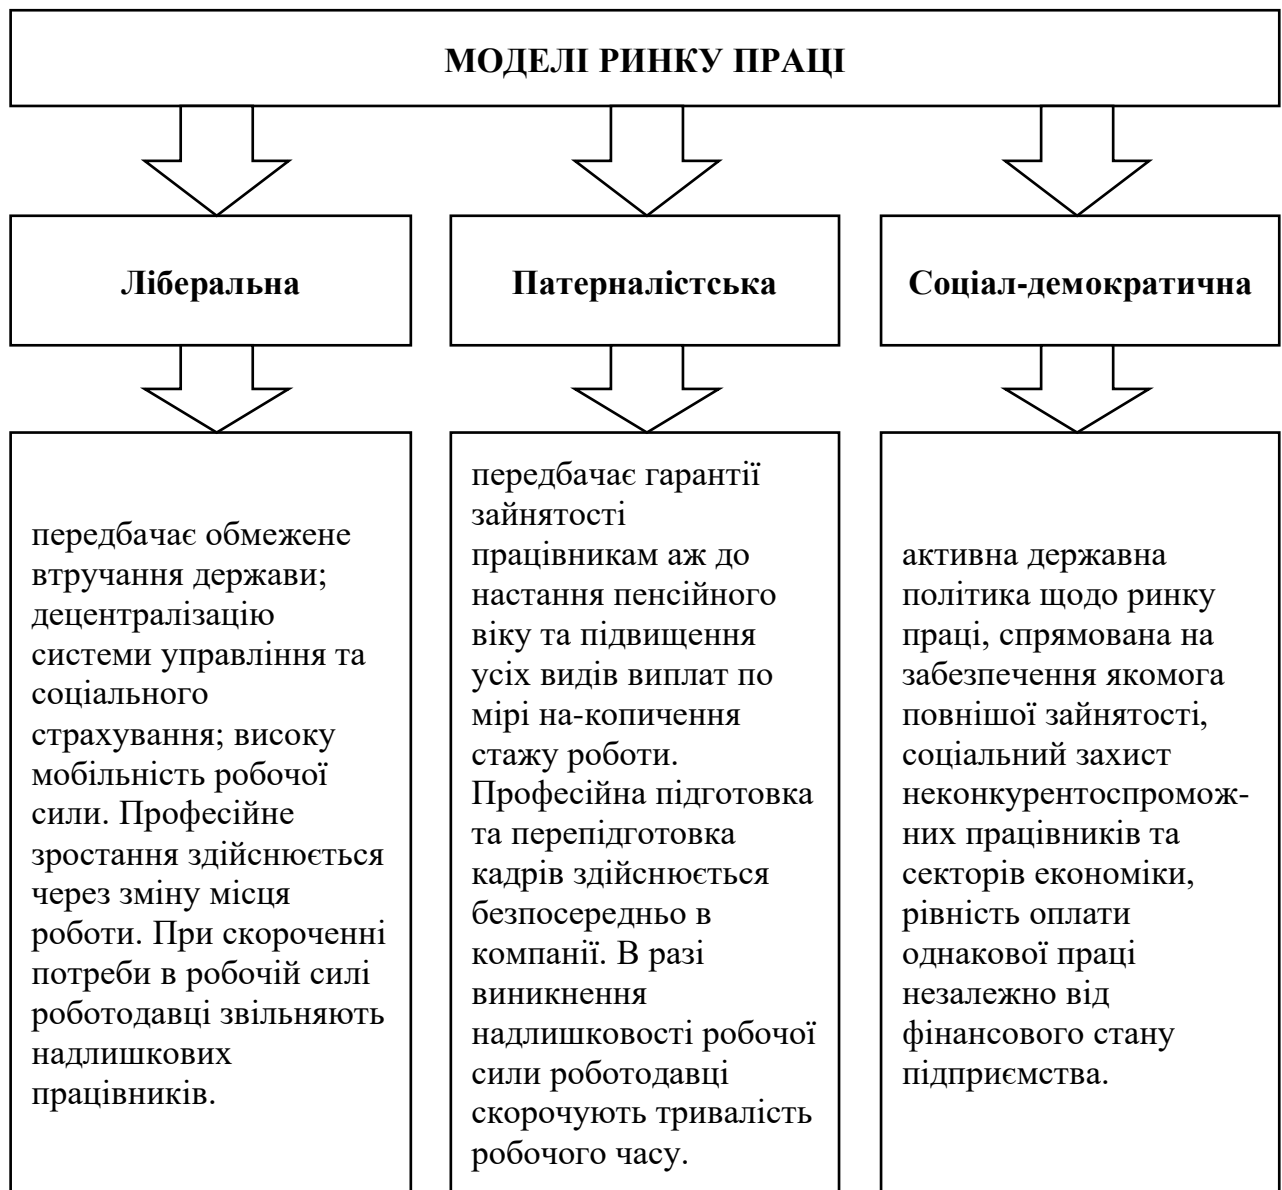 МОДЕЛІ РИНКУ ПРАЦІ
Ліберальна
Патерналістська
Соціал-демократична
передбачає обмежене
втручання держави;
децентралізацію
системи управління та
соціального
страхування; високу
мобільність робочої
сили. Професійне
зростання здійснюється
через зміну місця
роботи. При скороченні
потреби в робочій силі
роботодавці звільняють
надлишкових
працівників.
передбачає гарантії
зайнятості
працівникам аж до
настання пенсійного
віку та підвищення
усіх видів виплат по
мірі на-копичення
стажу роботи.
Професійна підготовка
та перепідготовка
кадрів здійснюється
безпосередньо в
компанії. В разі
виникнення
надлишковості робочої
сили роботодавці
скорочують тривалість
робочого часу.
активна державна
політика щодо ринку
праці, спрямована на
забезпечення якомога
повнішої зайнятості,
соціальний захист
неконкурентоспромож-
них працівників та
секторів економіки,
рівність оплати
однакової праці
незалежно від
фінансового стану
підприємства.